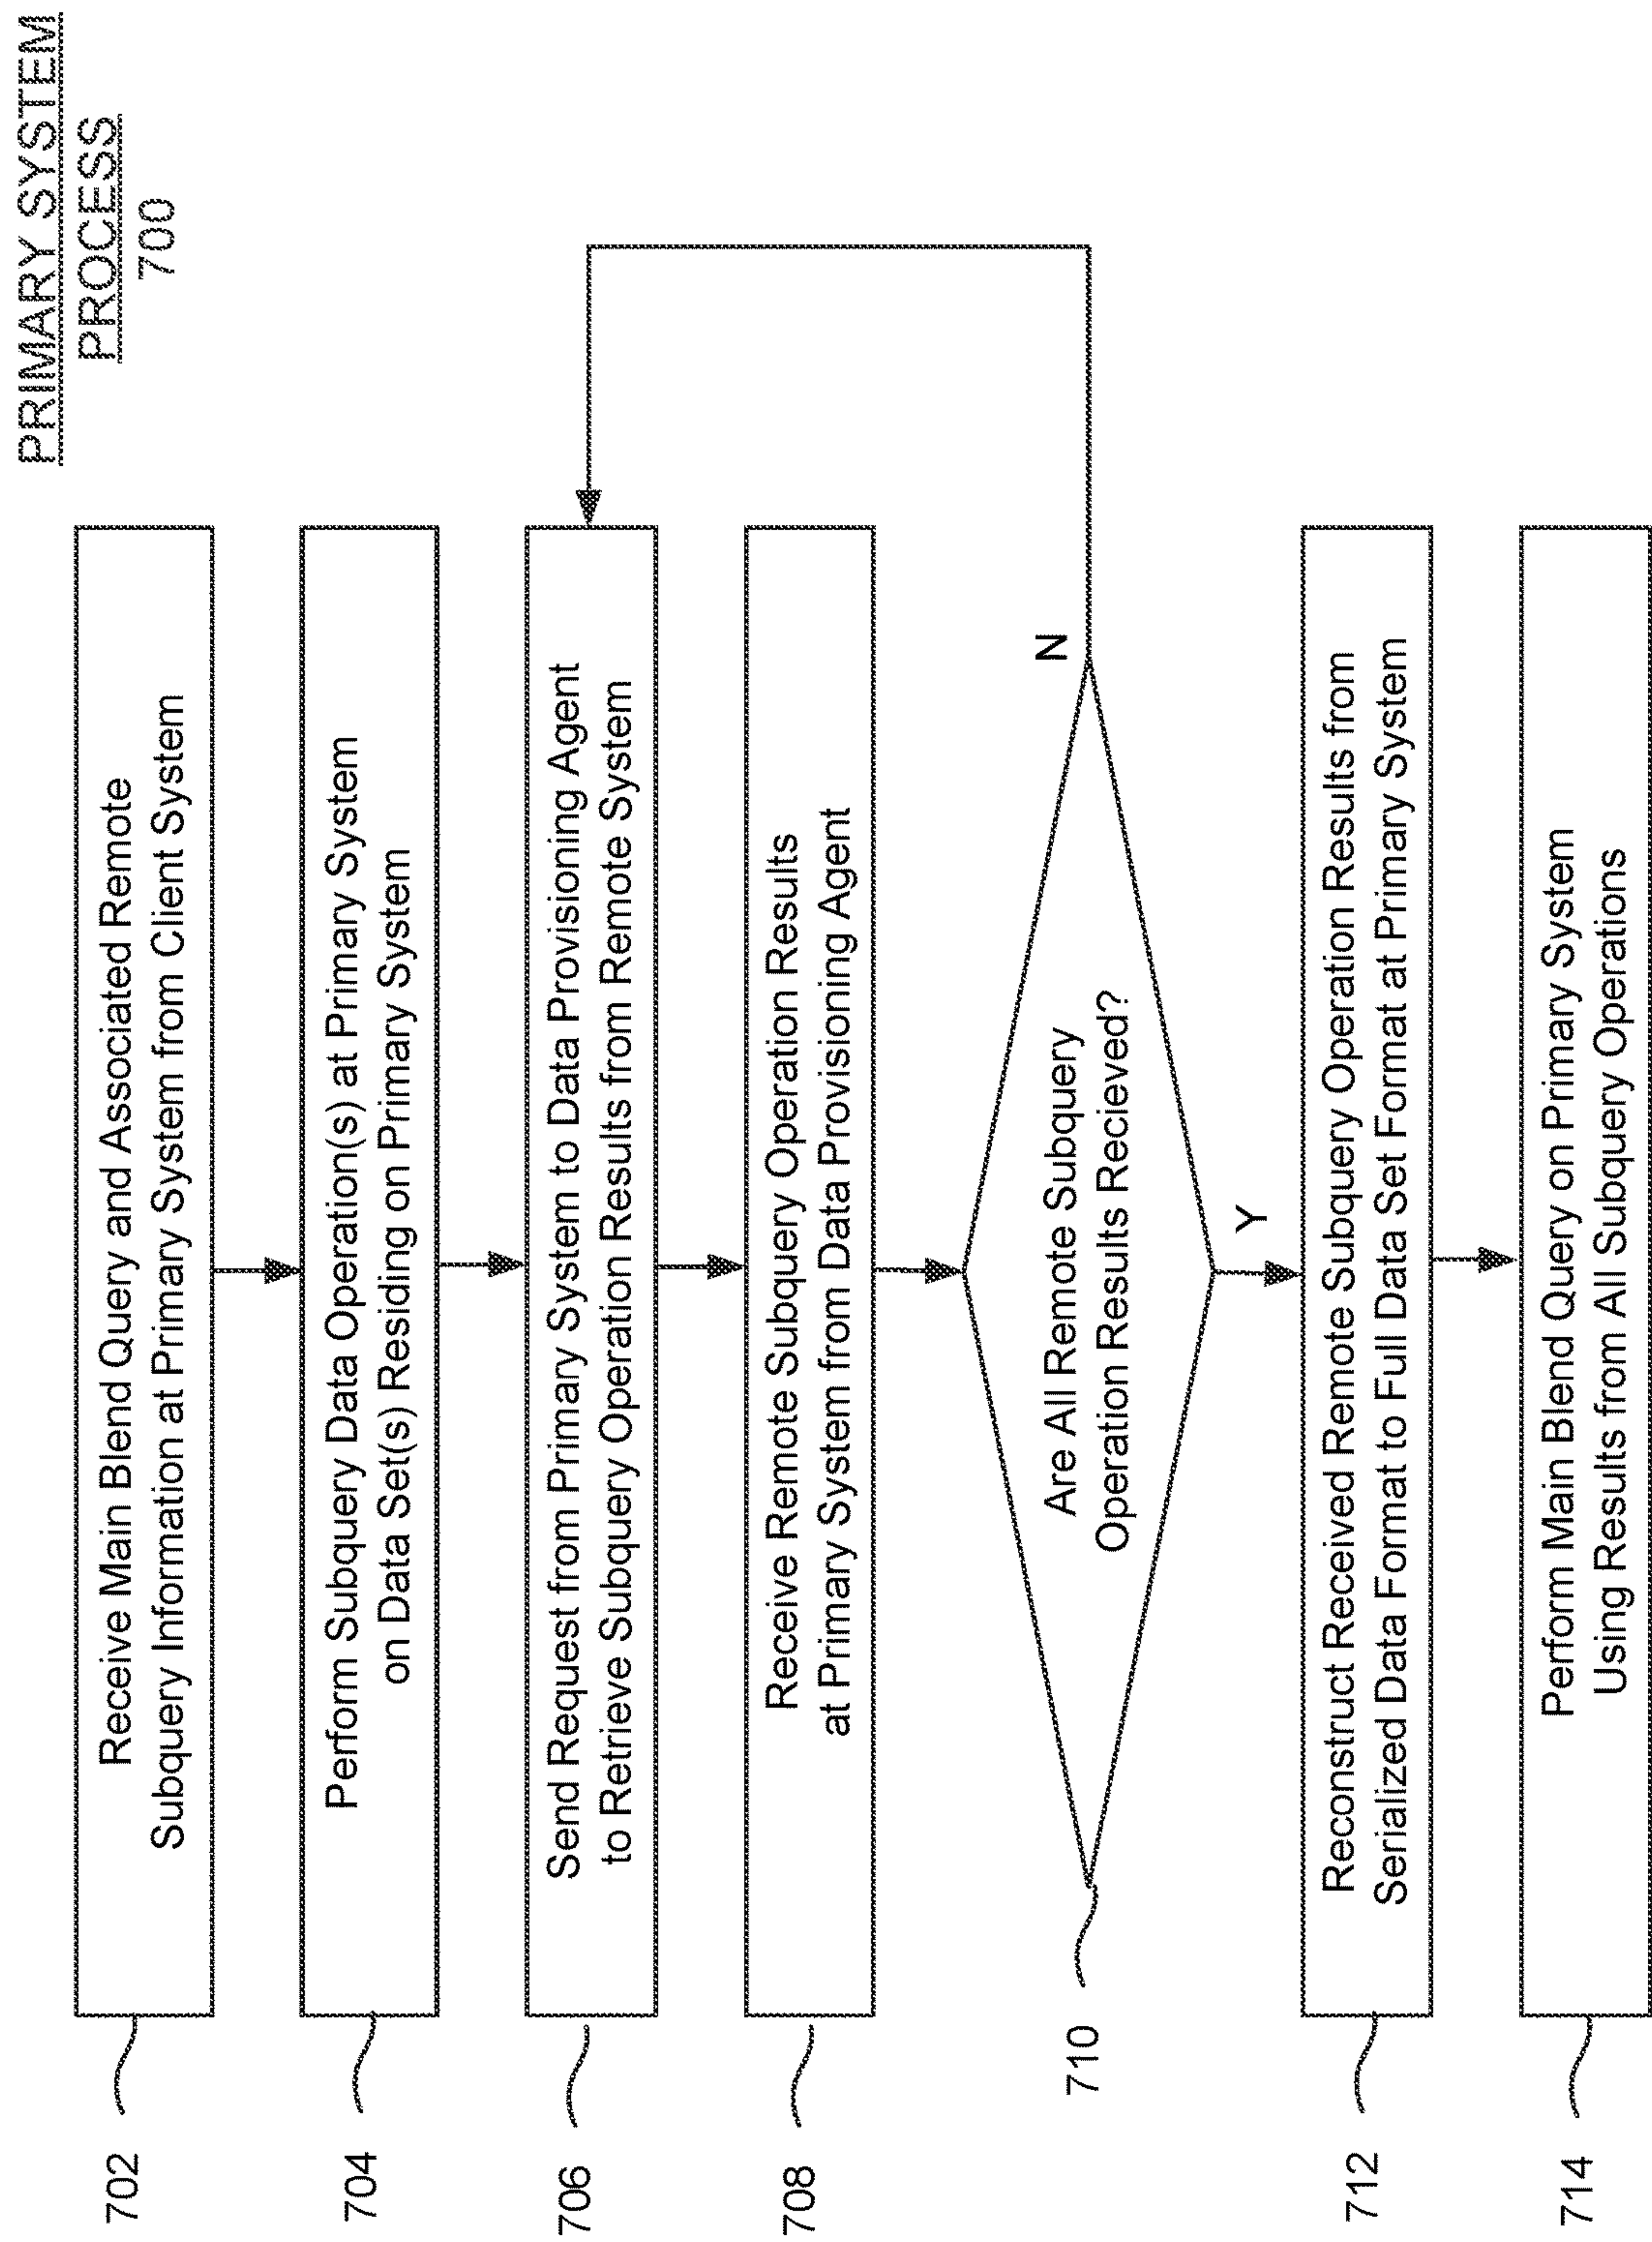 PRIMARY SYSTEM
PROCESS
700
702
Receive Main Blend Query and Associated Remote
Subquery Information at Primary System from Client System
704
Perform Subquery Data Operation(s) at Primary System
on Data Set(s) Residing on Primary System
706
Send Request from Primary System to Data Provisioning Agent
to Retrieve Subquery Operation Results from Remote System
708
Receive Remote Subquery Operation Results
at Primary System from Data Provisioning Agent
710
Are All Remote Subquery
Operation Results Recieved?
N
Y
712
Reconstruct Received Remote Subquery Operation Results from
Serialized Data Format to Full Data Set Format at Primary System
714
Perform Main Blend Query on Primary System
Using Results from All Subquery Operations